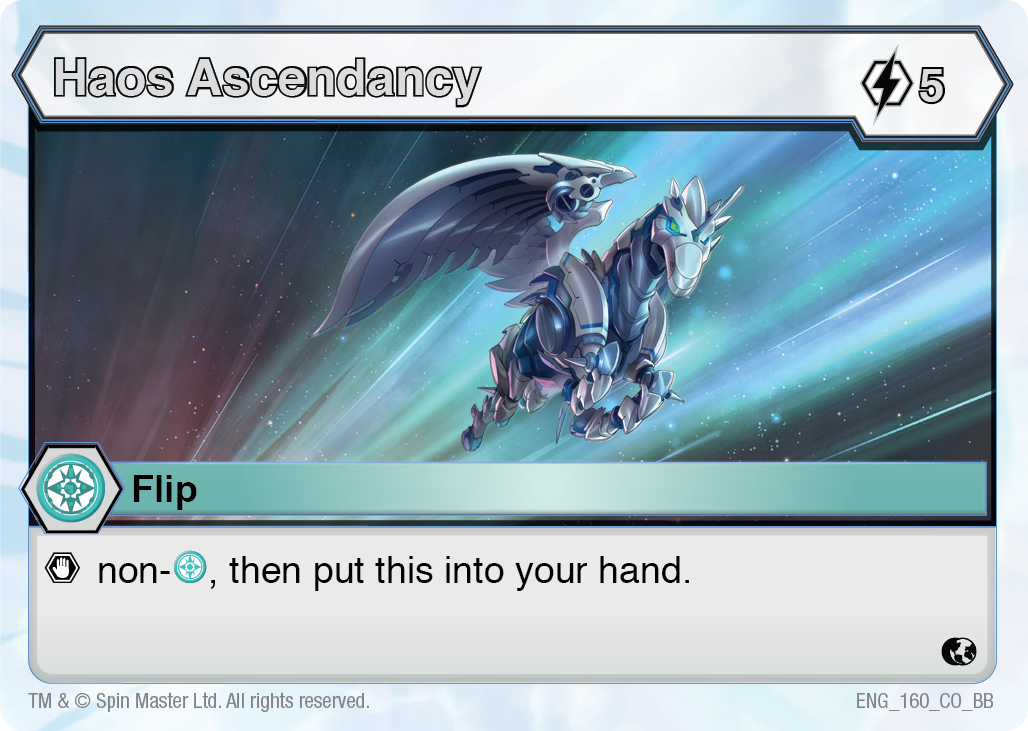 Haos Ascendancy 5
Flip
non-, then put this into your hand.
TM & © Spin Master Ltd. All rights reserved. ENG_160_CO_BB